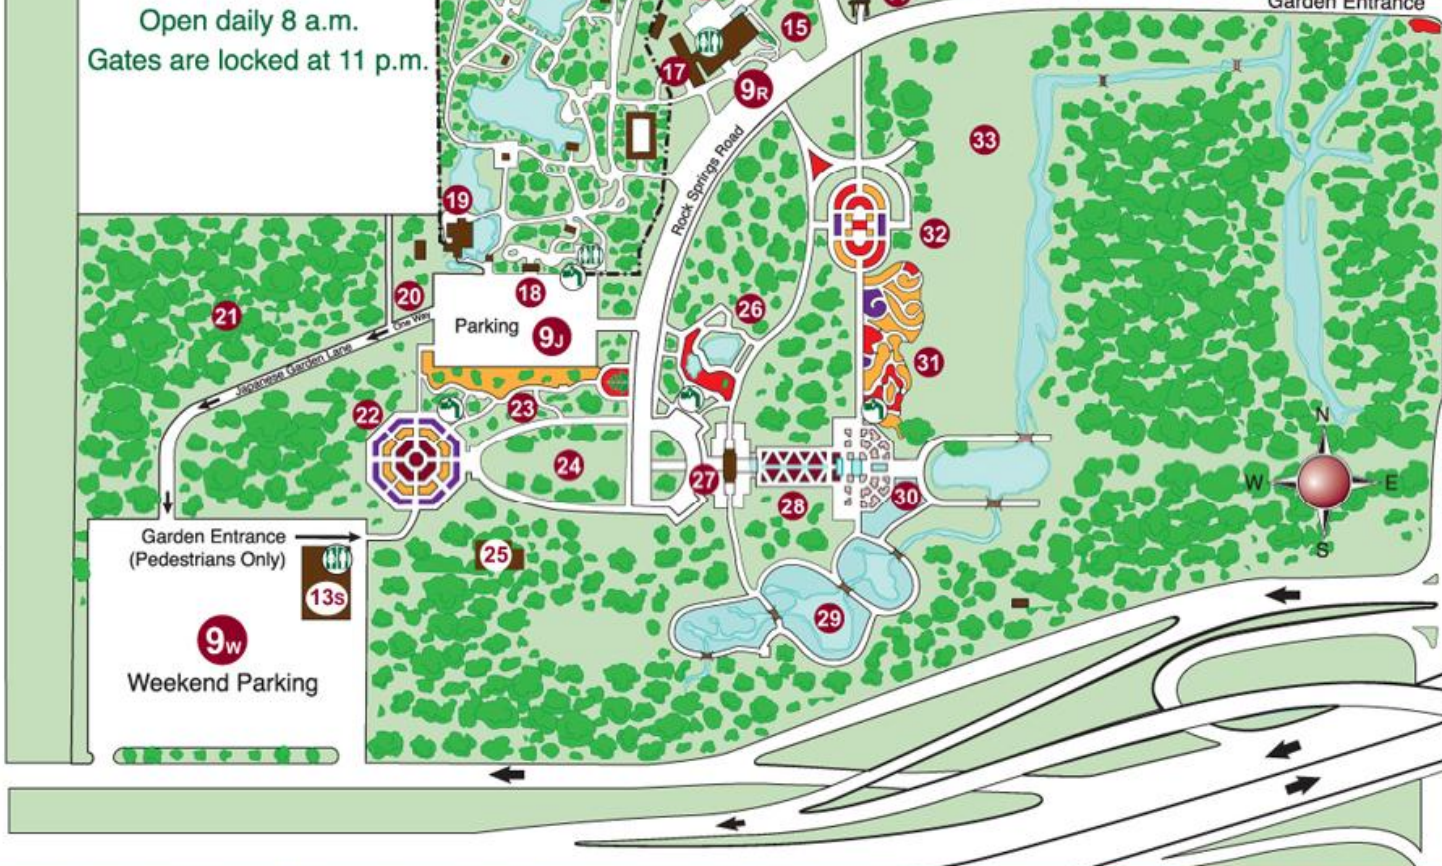 Open daily 8 a.m.
Gates are locked at 11 p.m.
Garden Entrance
15
17
9R
33
Rock Springs Road
19
32
20
18
21
26
One Way
Parking
9J
Japanese Garden Lane
31
22
23
N
24
27
W
E
30
28
Garden Entrance
(Pedestrians Only)
25
S
13s
29
9w
Weekend Parking